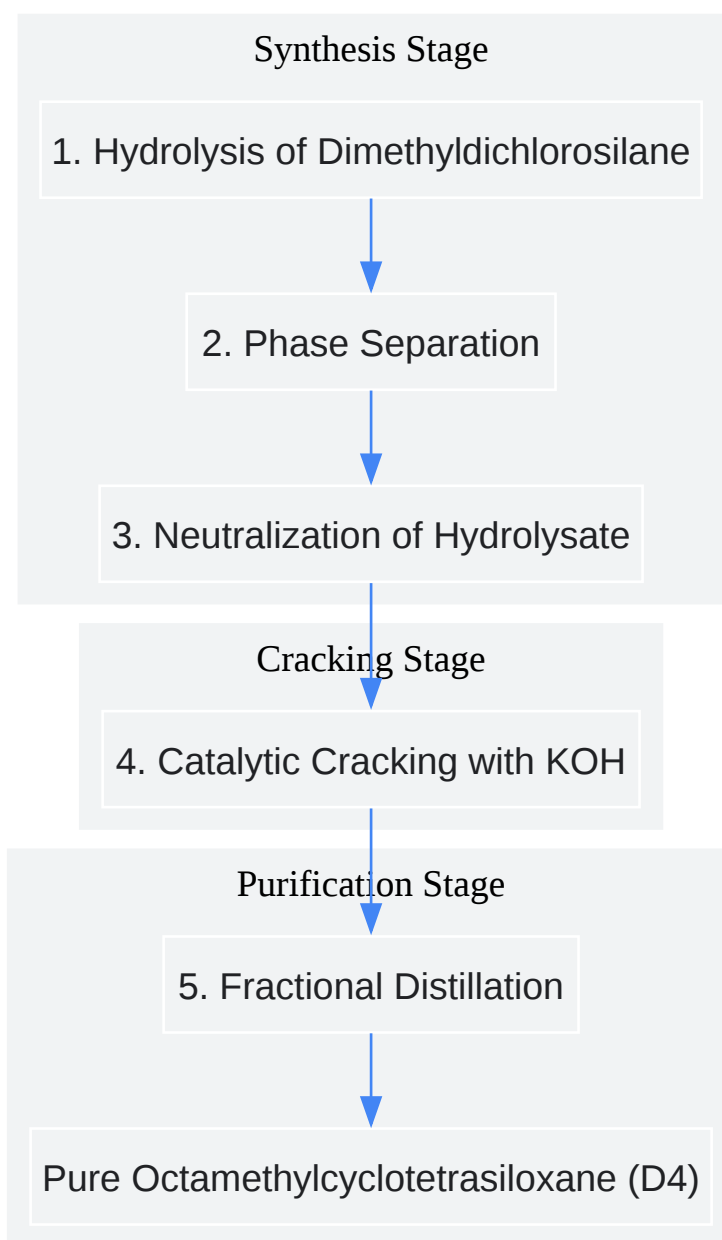 Synthesis Stage
1. Hydrolysis of Dimethyldichlorosilane
2. Phase Separation
3. Neutralization of Hydrolysate
Cracking Stage
4. Catalytic Cracking with KOH
Purification Stage
5. Fractional Distillation
Pure Octamethylcyclotetrasiloxane (D4)